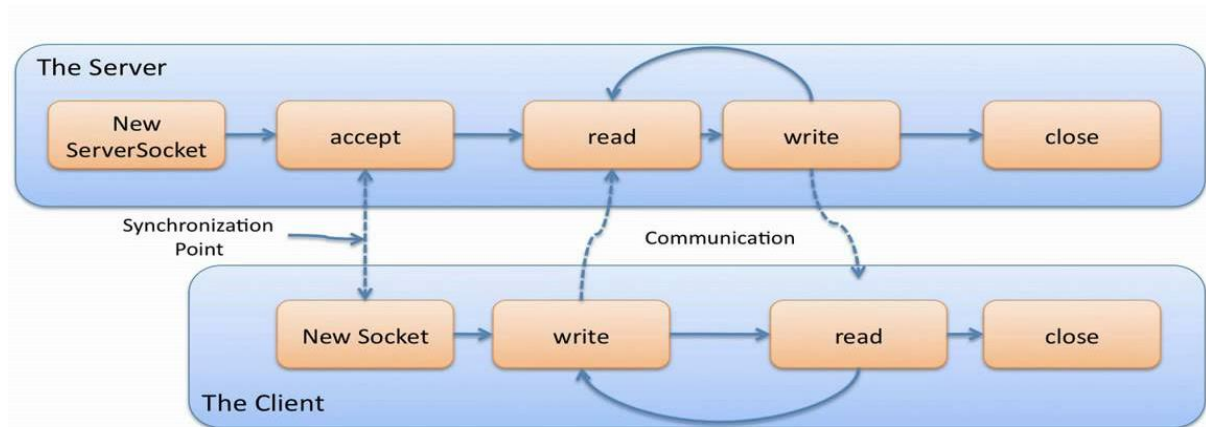 The Server
New
ServerSocket
accept
read
write
close
Synchronization
Point
Communication
New Socket
write
read
close
The Client